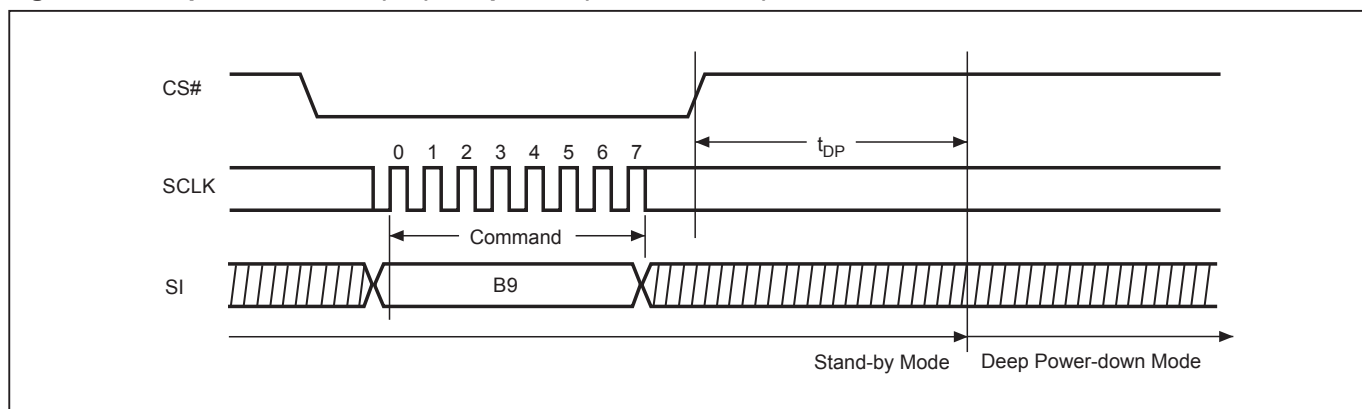 CS#
t_DP
0 1 2 3 4 5 6 7
SCLK
Command
SI
B9
Stand-by Mode
Deep Power-down Mode